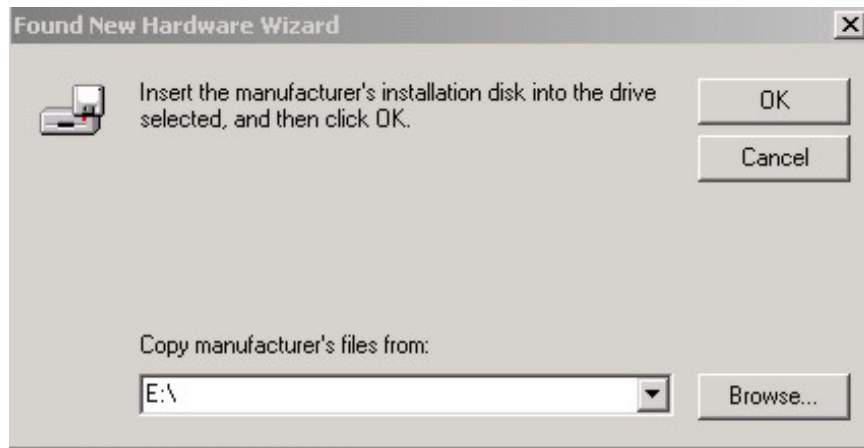 Found New Hardware Wizard
Insert the manufacturer's installation disk into the drive
selected, and then click OK.
OK
Cancel
Copy manufacturer's files from:
E:\
Browse...